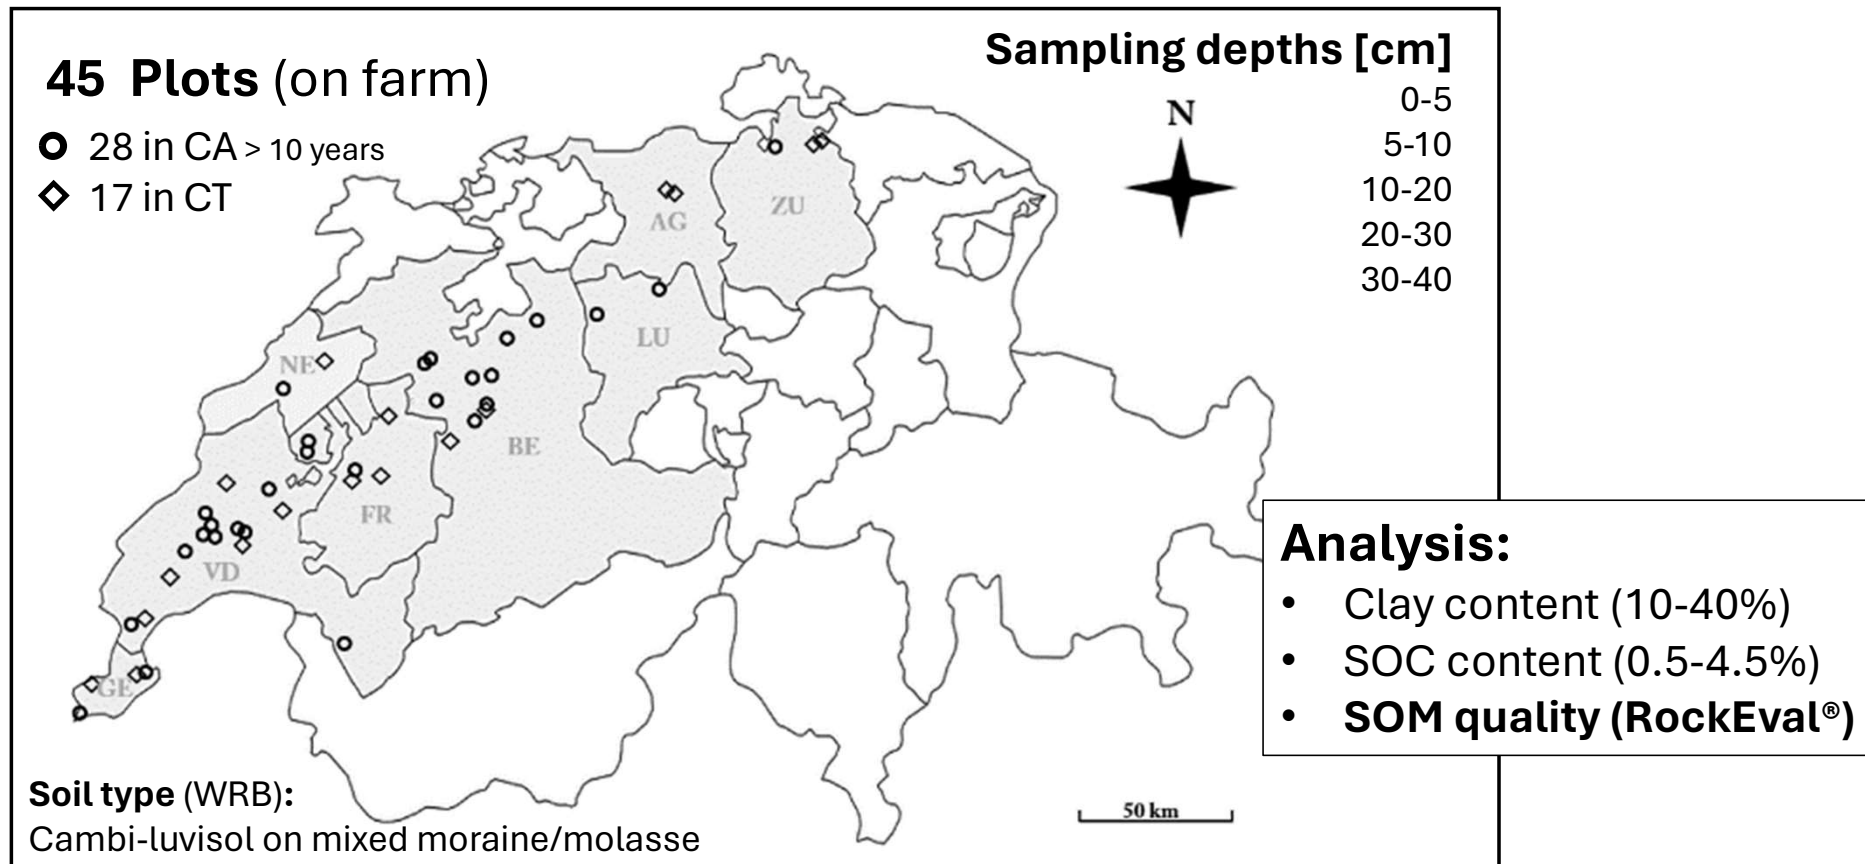 45 Plots (on farm)
28 in CA > 10 years
17 in CT
Sampling depths [cm]
0-5
5-10
10-20
20-30
30-40
N
AG
ZU
LU
NE
BE
FR
VD
GE
Analysis:
• Clay content (10-40%)
• SOC content (0.5-4.5%)
• SOM quality (RockEval®)
Soil type (WRB):
Cambi-luvisol on mixed moraine/molasse
50 km